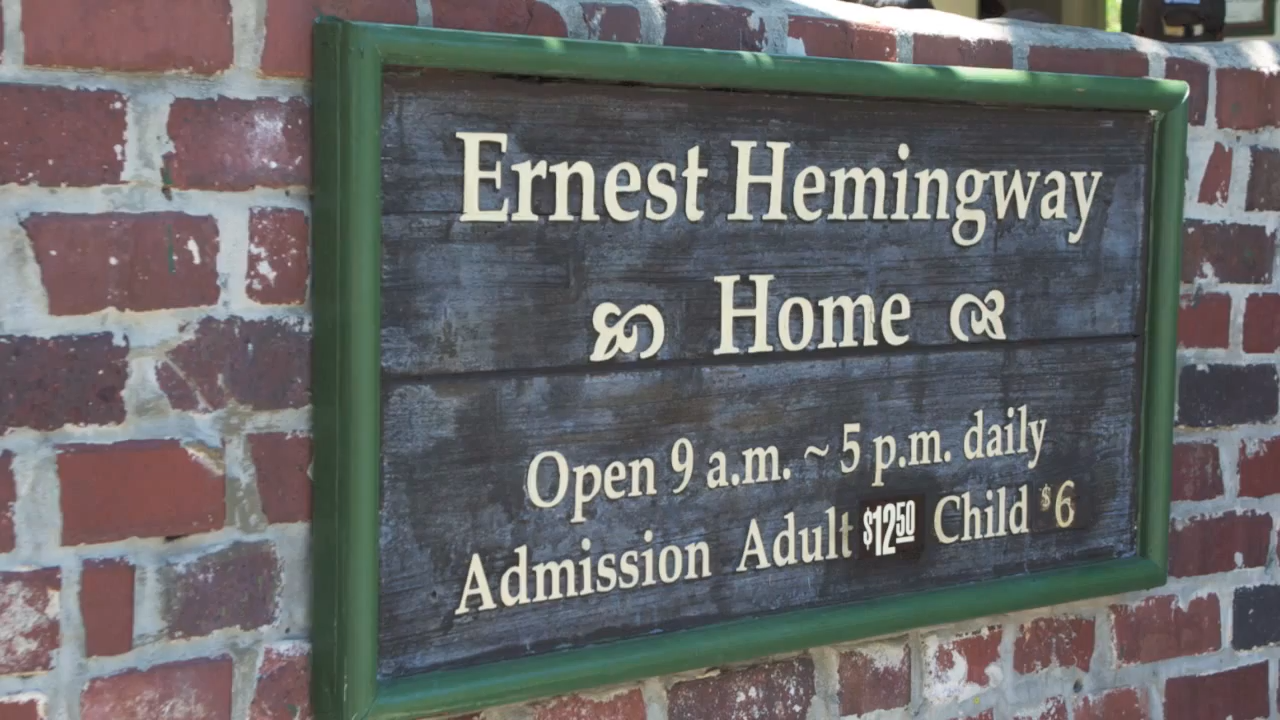 Ernest Hemingway
Home
Open 9 a.m. ~ 5 p.m. daily
Admission Adult $12.50 Child $6